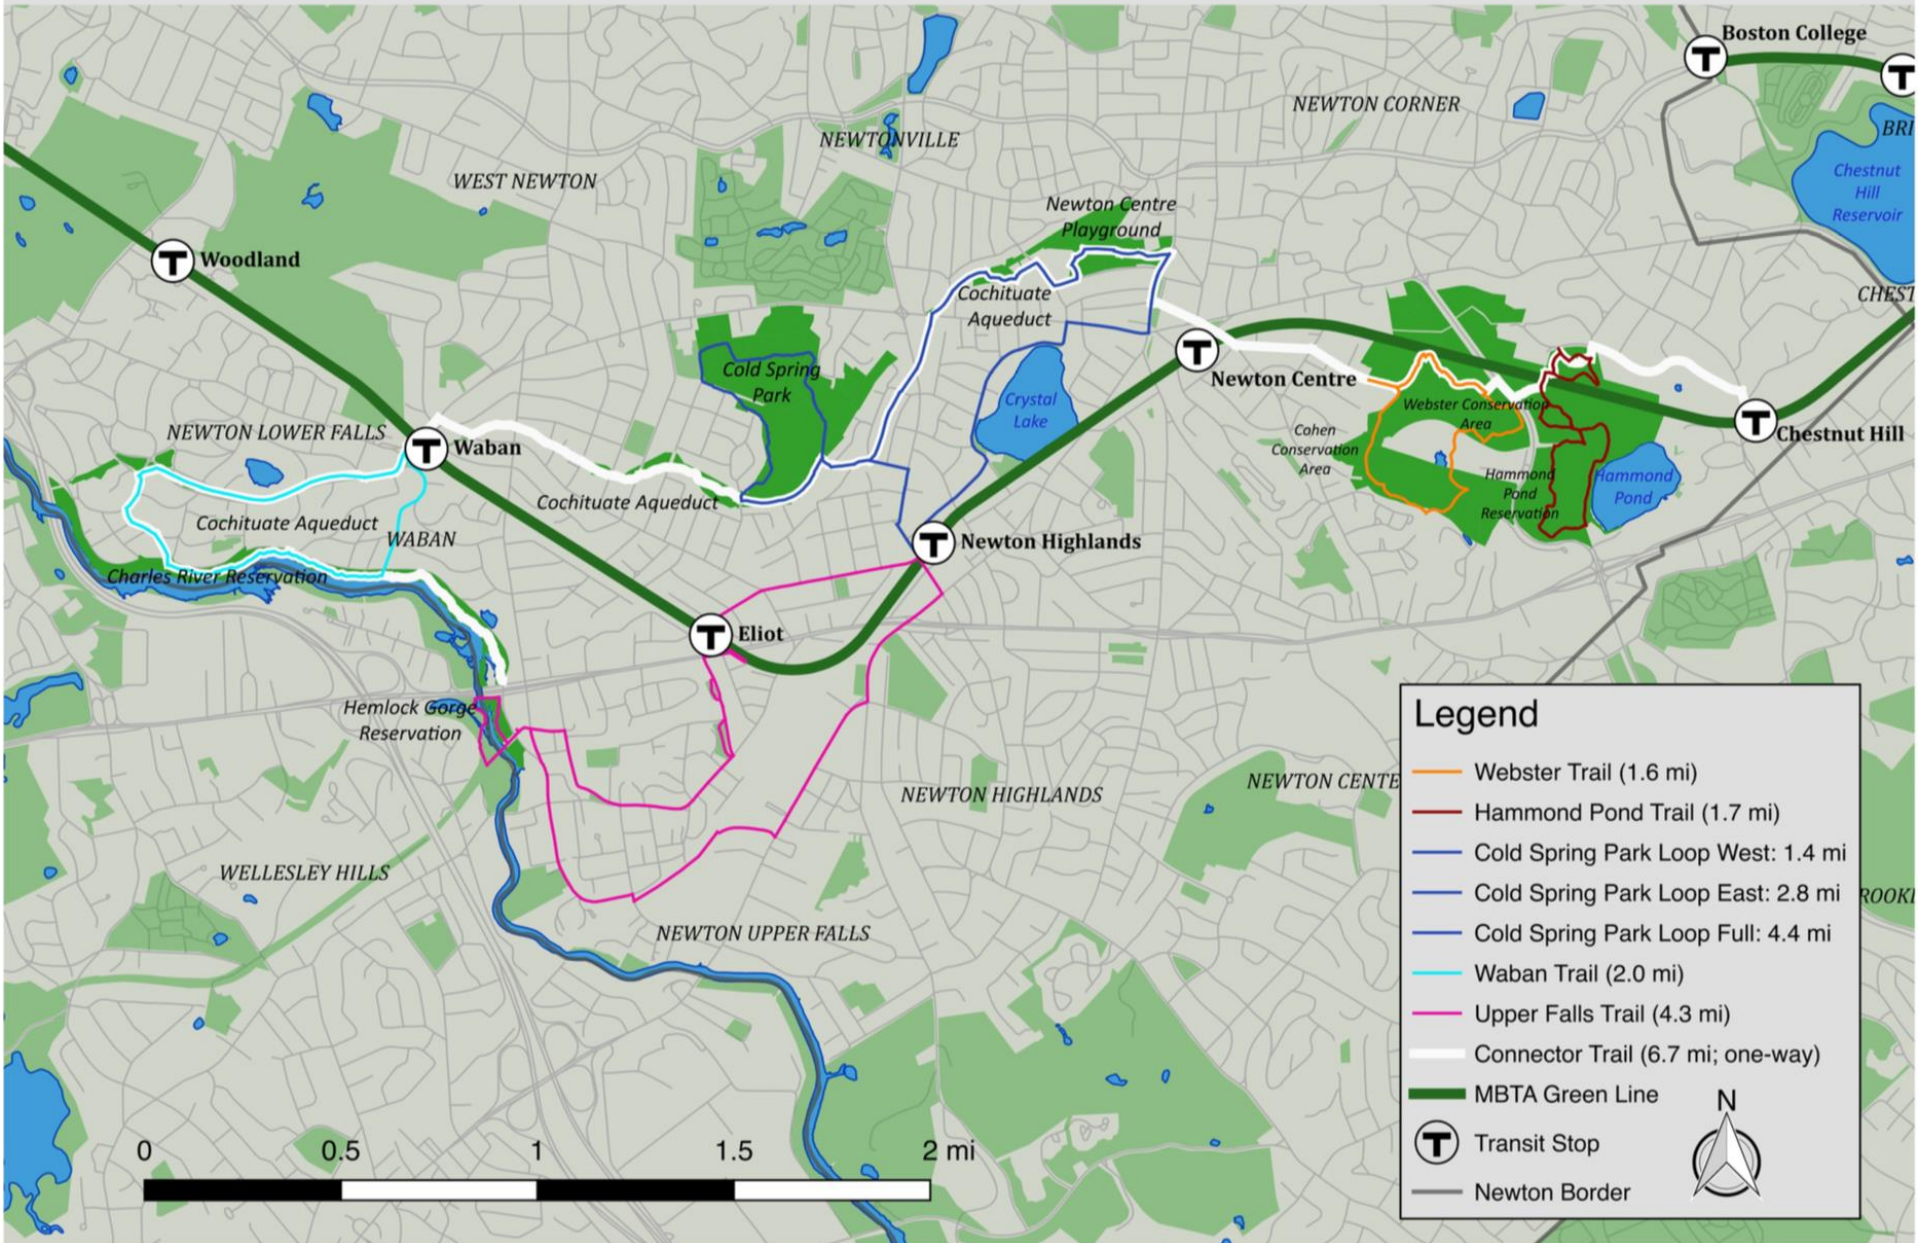 Boston College
T
T
NEWTON CORNER
BRI
NEWTONVILLE
WEST NEWTON
Chestnut
Hill
Reservoir
Newton Centre
Playground
T
Woodland
Cochituate
Aqueduct
CHEST
T
Newton Centre
Cold Spring
Park
Crystal
Lake
Webster Conservation
Area
NEWTON LOWER FALLS
T
Waban
T
Chestnut Hill
Cohen
Conservation
Area
Hammond
Pond
Reservation
Hammond
Pond
Cochituate Aqueduct
Cochituate Aqueduct
WABAN
T
Newton Highlands
Charles River Reservation
T
Eliot
Hemlock Gorge
Reservation
NEWTON HIGHLANDS
NEWTON CENTE
WELLESLEY HILLS
NEWTON UPPER FALLS
ROOKL
Legend
Webster Trail (1.6 mi)
Hammond Pond Trail (1.7 mi)
Cold Spring Park Loop West: 1.4 mi
Cold Spring Park Loop East: 2.8 mi
Cold Spring Park Loop Full: 4.4 mi
Waban Trail (2.0 mi)
Upper Falls Trail (4.3 mi)
Connector Trail (6.7 mi; one-way)
MBTA Green Line
T
Transit Stop
Newton Border
N
0 0.5 1 1.5 2 mi